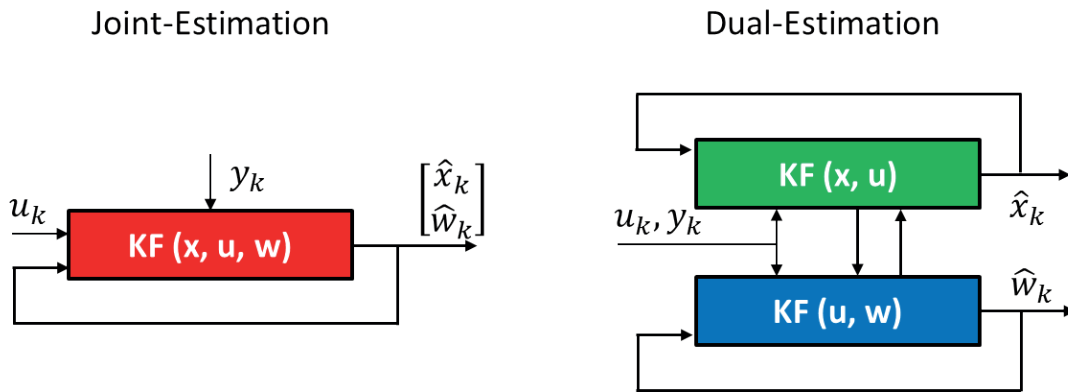 Joint-Estimation
y_k
u_k
KF (x, u, w)
[x̂_k
ŵ_k]
Dual-Estimation
KF (x, u)
x̂_k
u_k, y_k
KF (u, w)
ŵ_k